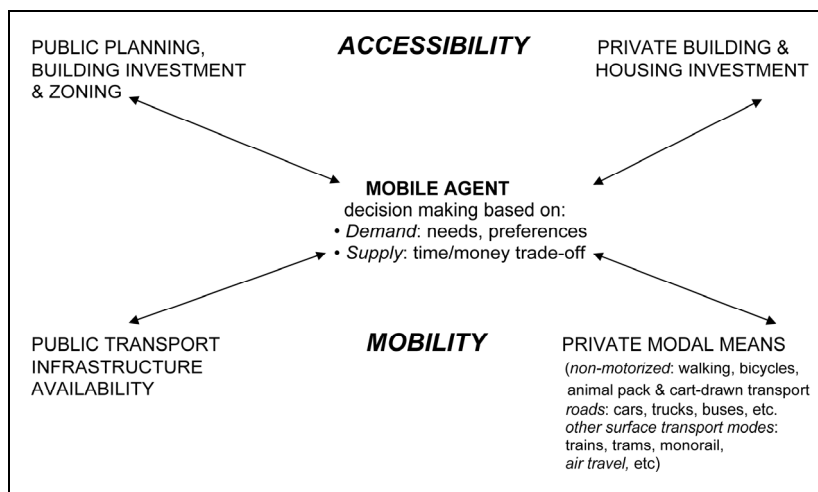 PUBLIC PLANNING,
BUILDING INVESTMENT
& ZONING
ACCESSIBILITY
PRIVATE BUILDING &
HOUSING INVESTMENT
MOBILE AGENT
decision making based on:
• Demand: needs, preferences
• Supply: time/money trade-off
PUBLIC TRANSPORT
INFRASTRUCTURE
AVAILABILITY
MOBILITY
PRIVATE MODAL MEANS
(non-motorized: walking, bicycles,
animal pack & cart-drawn transport
roads: cars, trucks, buses, etc.
other surface transport modes:
trains, trams, monorail,
air travel, etc)